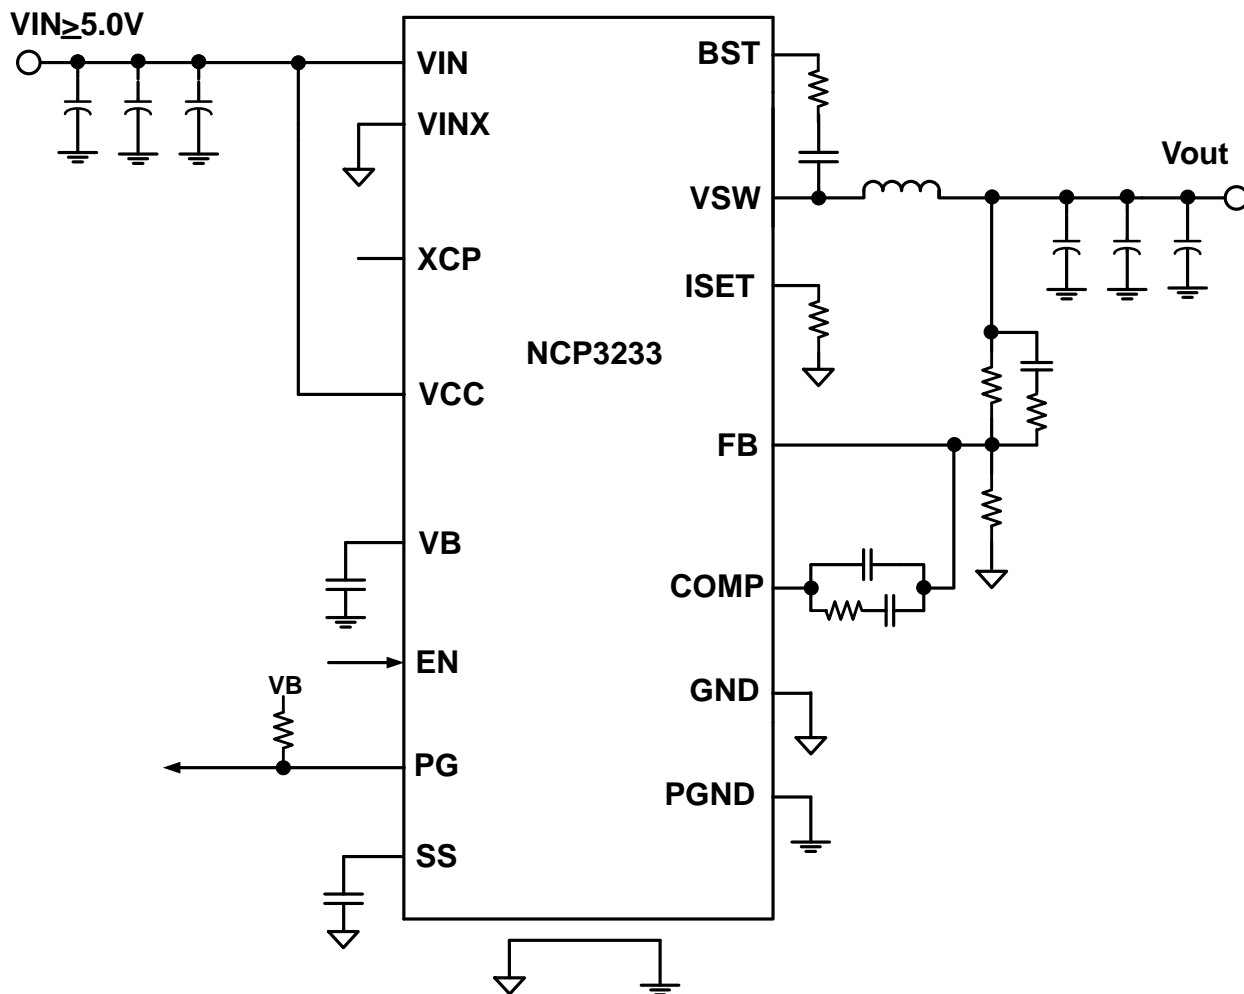 VIN≥5.0V
VIN
VINX
XCP
VCC
VB
EN
VB
PG
SS
NCP3233
BST
VSW
ISET
FB
COMP
GND
PGND
Vout